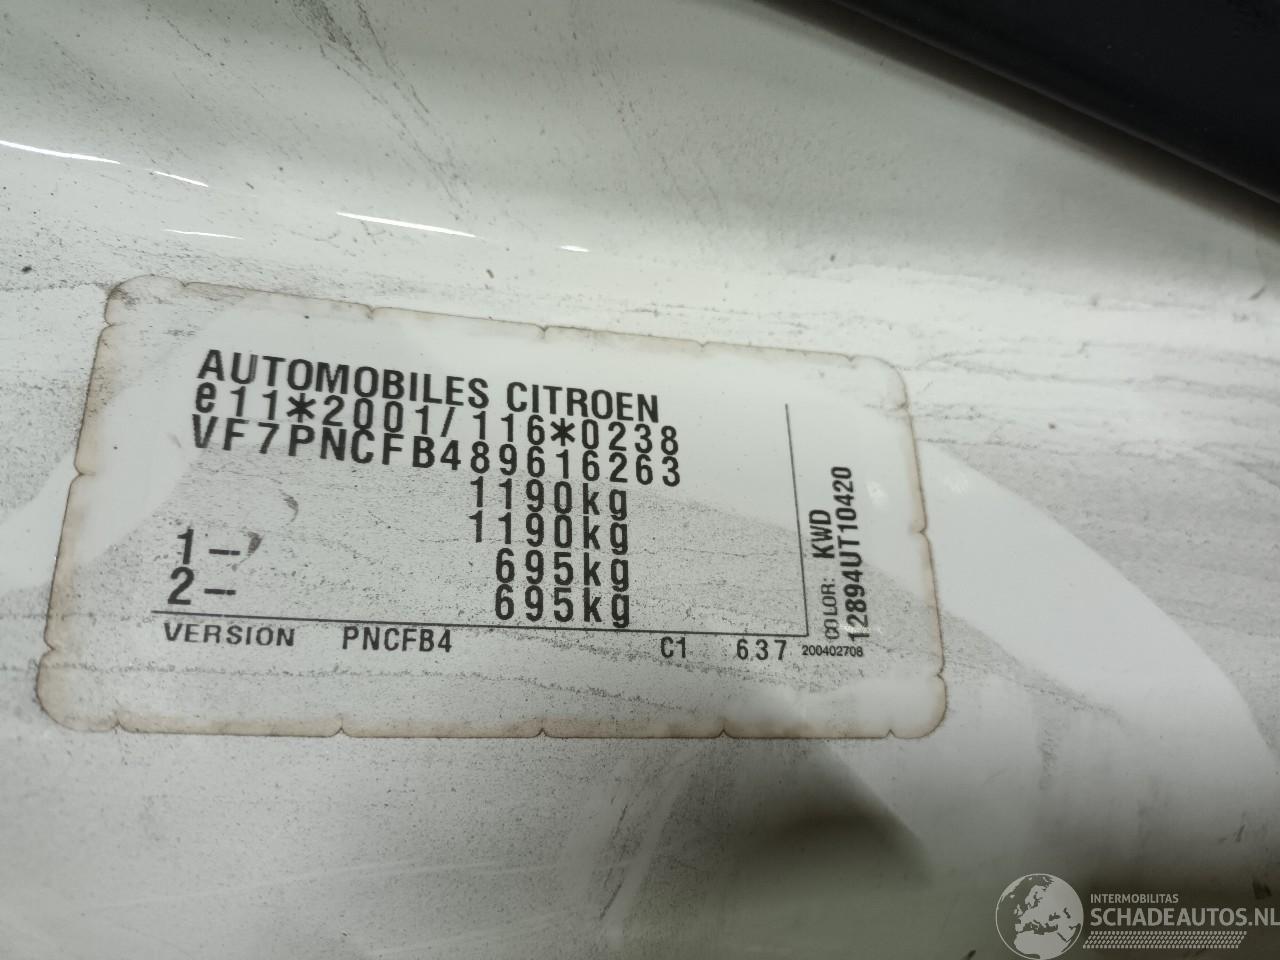 AUTOMOBILES CITROEN
e11*2001/116*0238
VF7PNCFB489616263
1190kg
1190kg
1- 695kg
2- 695kg
VERSION PNCFB4 C1 637
COLOR: KWD
12894UT10420
200402708
INTERMOBILITAS
SCHADEAUTOS.NL